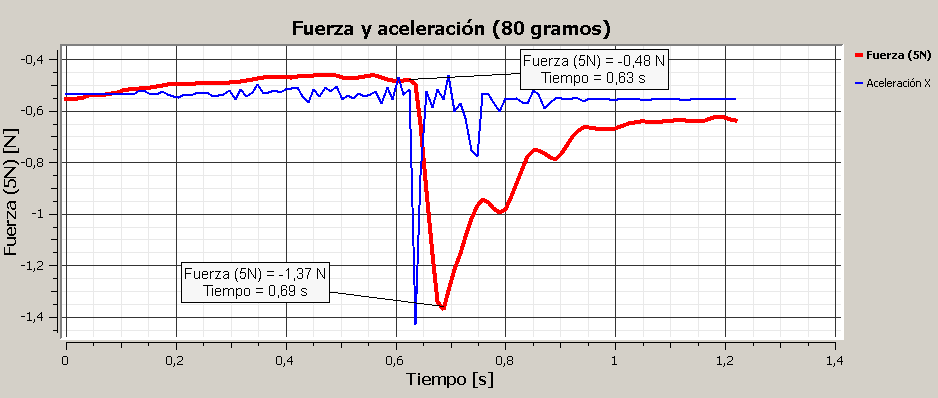 Fuerza y aceleración (80 gramos)
Fuerza (5N)
Aceleración X
Fuerza (5N) = -0,48 N
Tiempo = 0,63 s
Fuerza (5N) = -1,37 N
Tiempo = 0,69 s
Fuerza (5N) [N]
-0,4
-0,6
-0,8
-1
-1,2
-1,4
0
0,2
0,4
0,6
0,8
1
1,2
1,4
Tiempo [s]